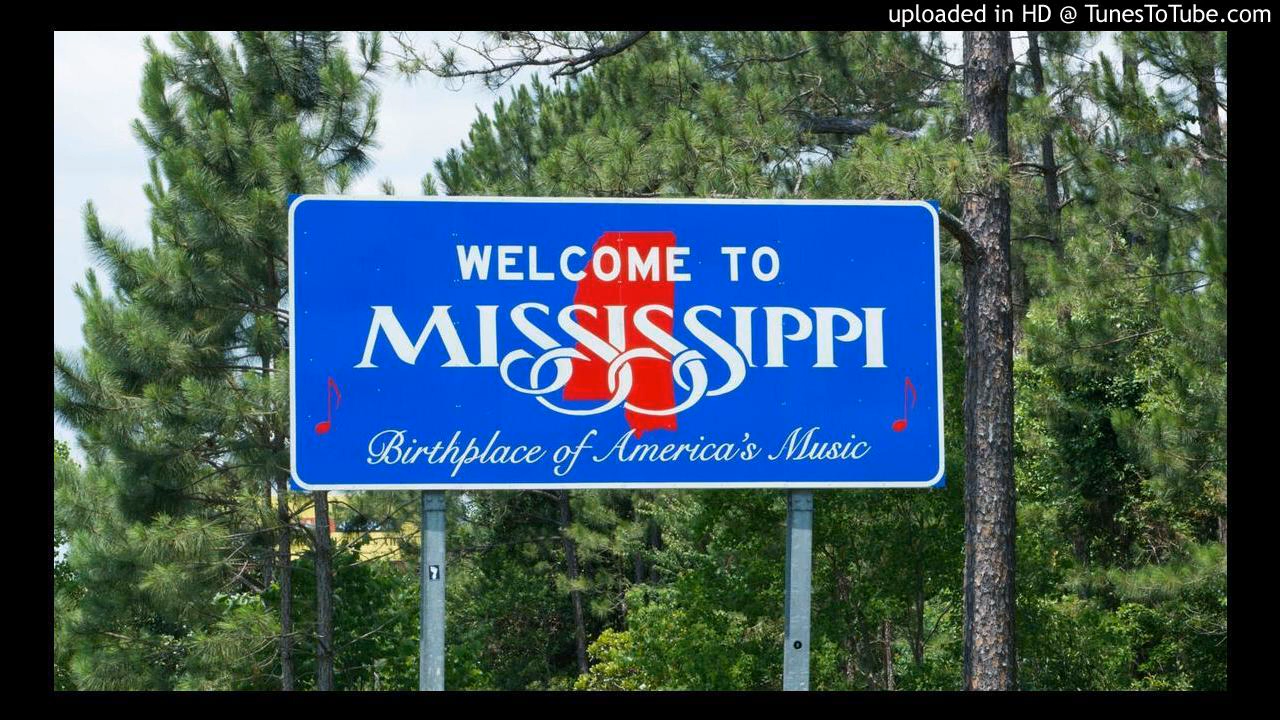 uploaded in HD @ TunesToTube.com
WELCOME TO
MISSISSIPPI
Birthplace of America's Music